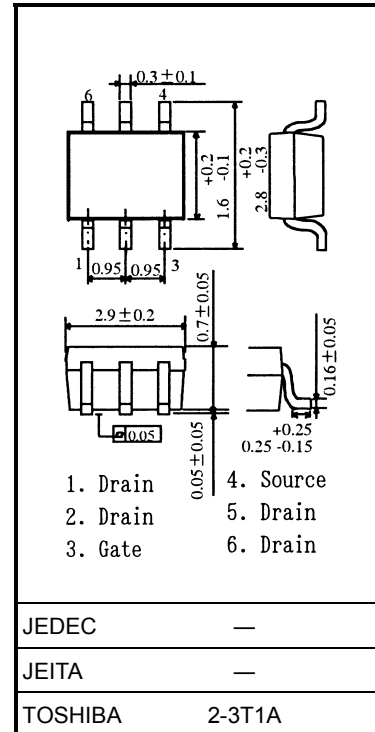 0.3±0.1
6 4
+0.2
1.6 -0.1
+0.2
2.8 -0.3
1 0.95 0.95 3
2.9±0.2
0.7±0.05
0.16±0.05
0.05
0.05±0.05
+0.25
0.25 -0.15
1. Drain
2. Drain
3. Gate
4. Source
5. Drain
6. Drain
JEDEC —
JEITA —
TOSHIBA 2-3T1A